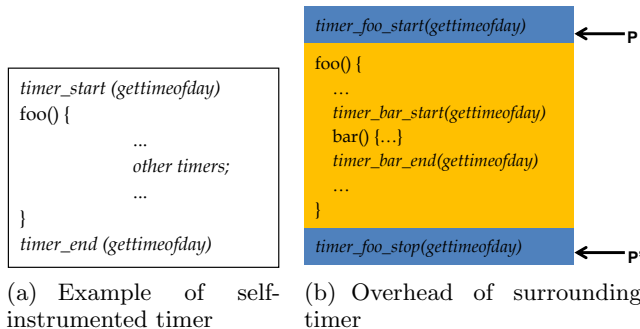 timer_start (gettimeofday)
foo() {
...
other timers;
...
}
timer_end (gettimeofday)
(a) Example of self-
instrumented timer
timer_foo_start(gettimeofday)
P
foo() {
...
timer_bar_start(gettimeofday)
bar() {...}
timer_bar_end(gettimeofday)
...
}
timer_foo_stop(gettimeofday)
(b) Overhead of surrounding
timer